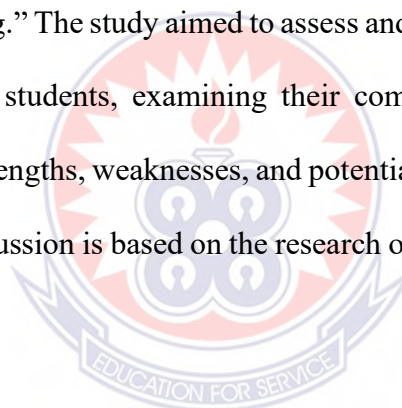 g.” The study aimed to assess and
students, examining their com
engths, weaknesses, and potentia
ussion is based on the research o
EDUCATION FOR SERVICE